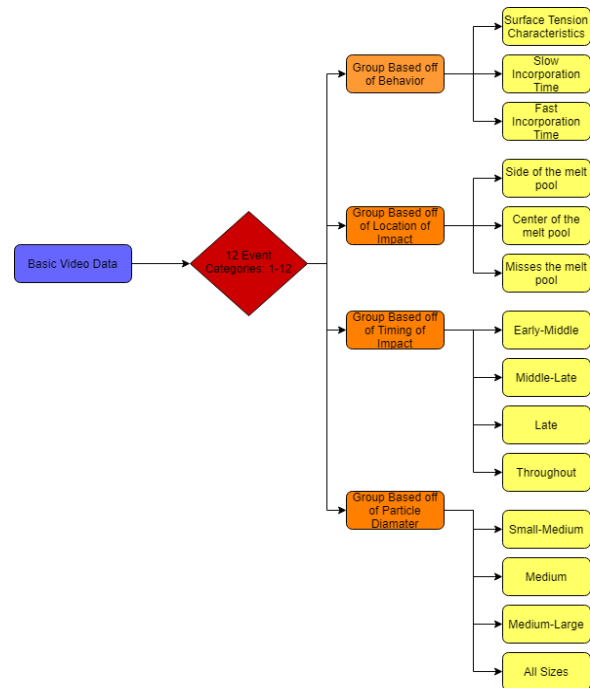 Basic Video Data
12 Event
Categories: 1-12
Group Based off
of Behavior
Surface Tension
Characteristics
Slow
Incorporation
Time
Fast
Incorporation
Time
Group Based off
of Location of
Impact
Side of the melt
pool
Center of the
melt pool
Misses the melt
pool
Group Based off
of Timing of
Impact
Early-Middle
Middle-Late
Late
Throughout
Group Based off
of Particle
Diamater
Small-Medium
Medium
Medium-Large
All Sizes